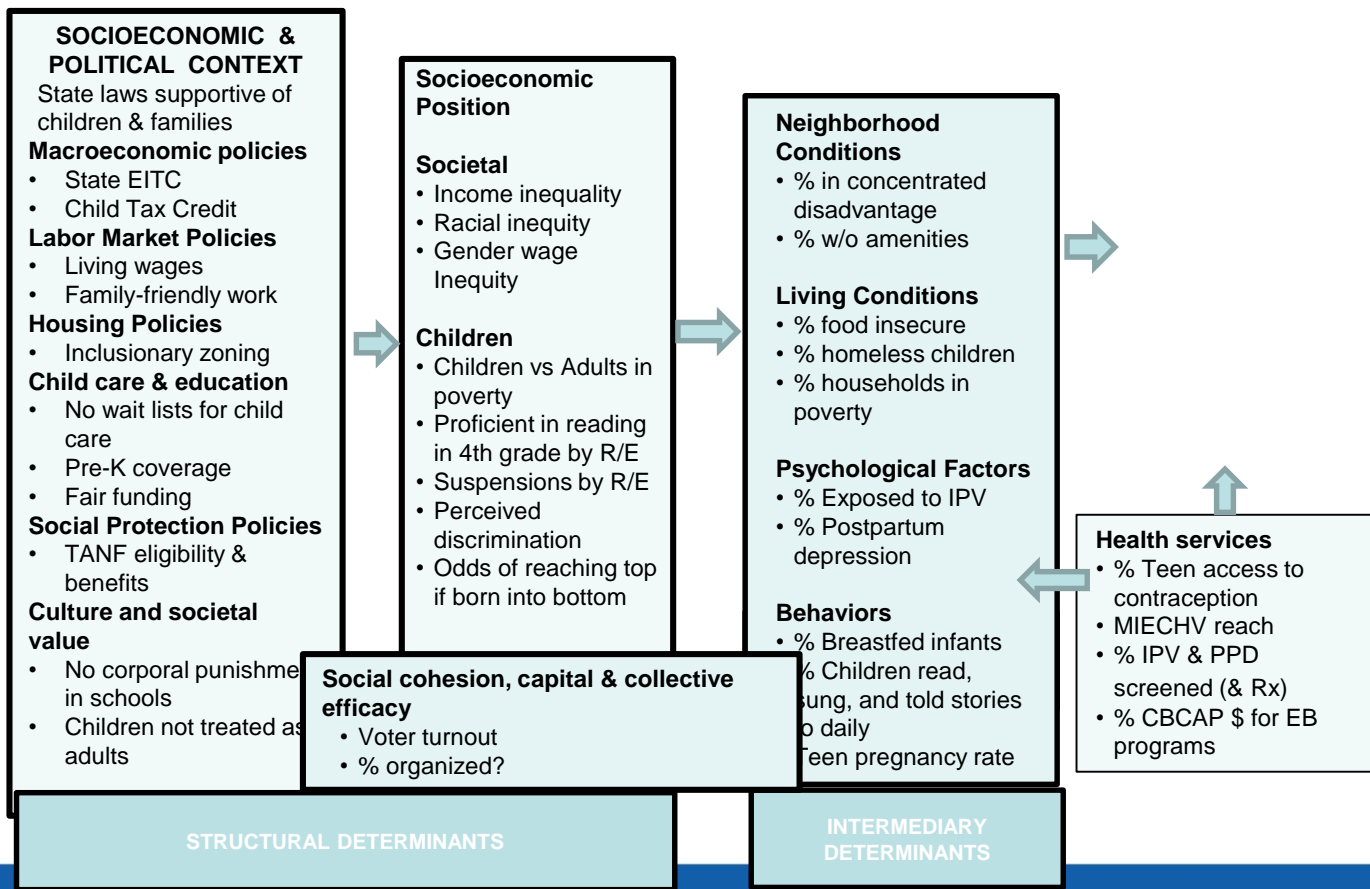 SOCIOECONOMIC &
POLITICAL CONTEXT
State laws supportive of
children & families
Macroeconomic policies
• State EITC
• Child Tax Credit
Labor Market Policies
• Living wages
• Family-friendly work
Housing Policies
• Inclusionary zoning
Child care & education
• No wait lists for child
care
• Pre-K coverage
• Fair funding
Social Protection Policies
• TANF eligibility &
benefits
Culture and societal
value
• No corporal punishme
in schools
• Children not treated as
adults
Socioeconomic
Position
Societal
• Income inequality
• Racial inequity
• Gender wage
Inequity
Children
• Children vs Adults in
poverty
• Proficient in reading
in 4th grade by R/E
• Suspensions by R/E
• Perceived
discrimination
• Odds of reaching top
if born into bottom
Social cohesion, capital & collective
efficacy
• Voter turnout
• % organized?
Neighborhood
Conditions
• % in concentrated
disadvantage
• % w/o amenities
Living Conditions
• % food insecure
• % homeless children
• % households in
poverty
Psychological Factors
• % Exposed to IPV
• % Postpartum
depression
Behaviors
• % Breastfed infants
% Children read,
sung, and told stories
o daily
Teen pregnancy rate
Health services
• % Teen access to
contraception
• MIECHV reach
• % IPV & PPD
screened (& Rx)
• % CBCAP $ for EB
programs
STRUCTURAL DETERMINANTS
INTERMEDIARY
DETERMINANTS